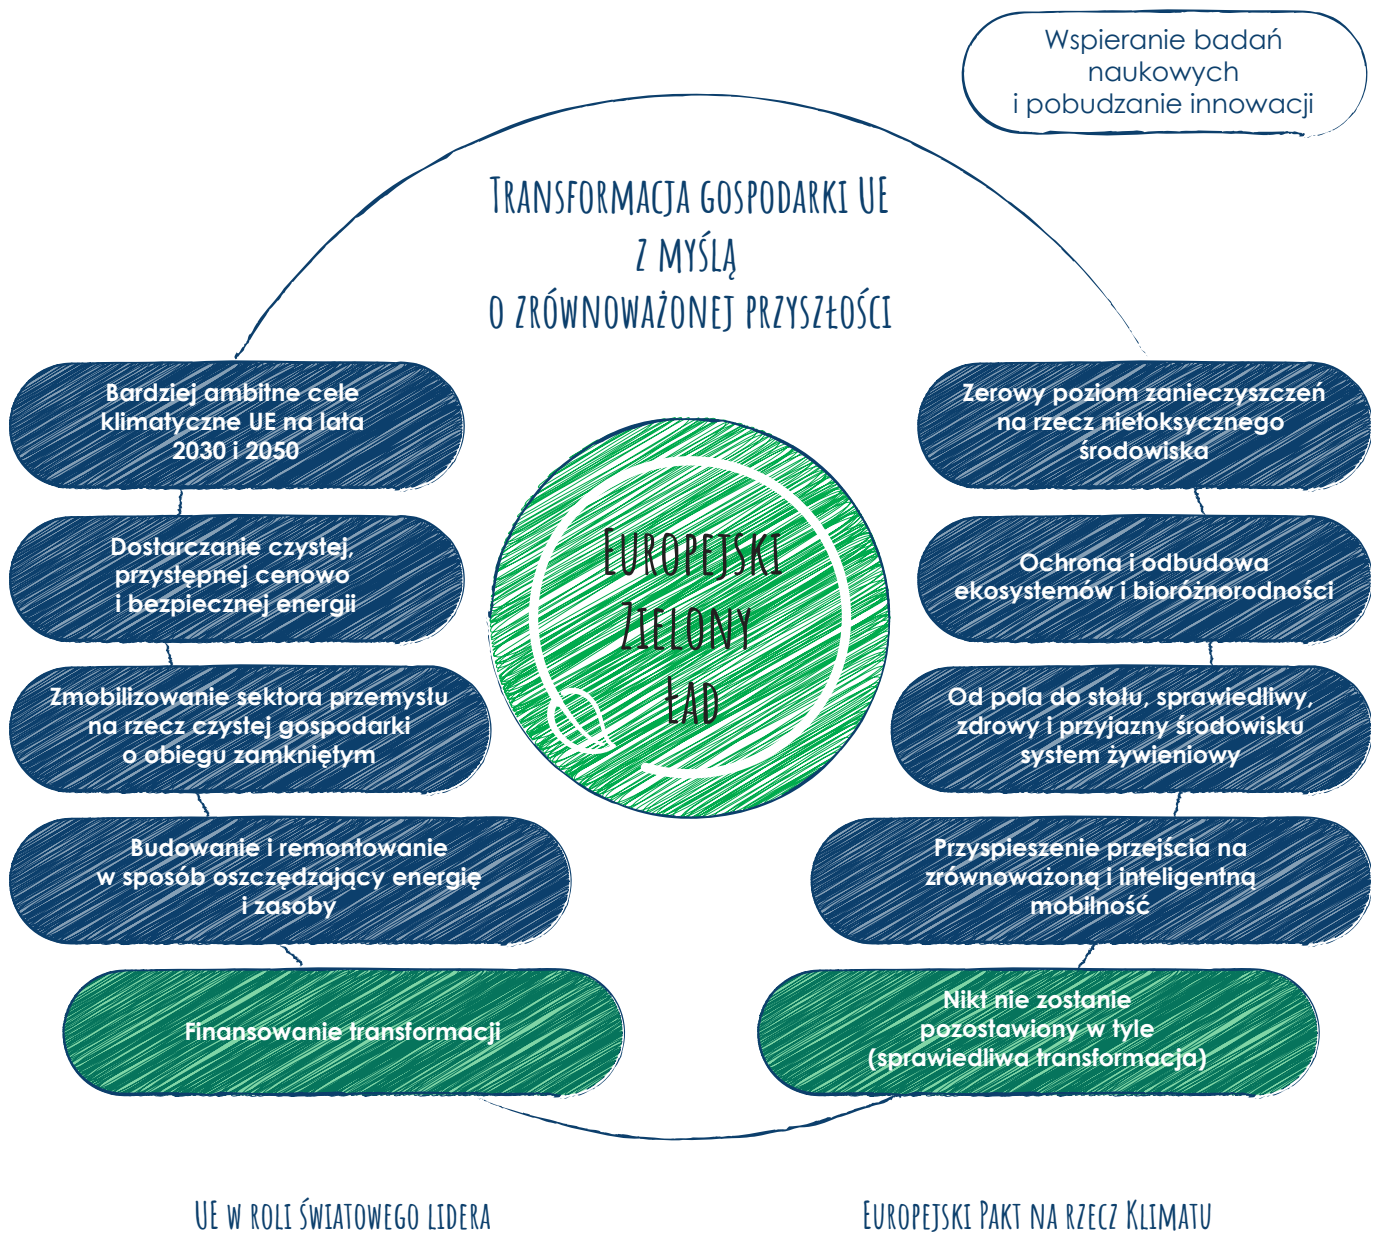 Wspieranie badań
naukowych
i pobudzanie innowacji
Transformacja gospodarki UE
z myślą
o zrównoważonej przyszłości
Bardziej ambitne cele
klimatyczne UE na lata
2030 i 2050
Dostarczanie czystej,
przystępnej cenowo
i bezpiecznej energii
Zmobilizowanie sektora przemysłu
na rzecz czystej gospodarki
o obiegu zamkniętym
Budowanie i remontowanie
w sposób oszczędzający energię
i zasoby
Finansowanie transformacji
Europejski
Zielony
Ład
Zerowy poziom zanieczyszczeń
na rzecz nietoksycznego
środowiska
Ochrona i odbudowa
ekosystemów i bioróżnorodności
Od pola do stołu, sprawiedliwy,
zdrowy i przyjazny środowisku
system żywieniowy
Przyspieszenie przejścia na
zrównoważoną i inteligentną
mobilność
Nikt nie zostanie
pozostawiony w tyle
(sprawiedliwa transformacja)
UE w roli światowego lidera
Europejski Pakt na rzecz Klimatu